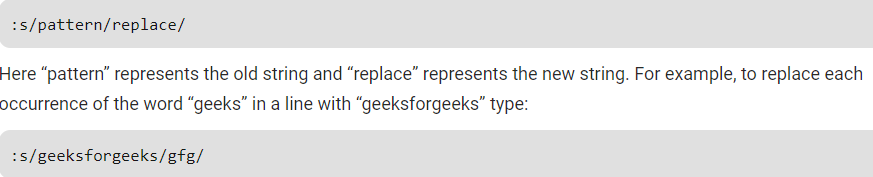 :s/pattern/replace/
Here “pattern” represents the old string and “replace” represents the new string. For example, to replace each
occurrence of the word “geeks” in a line with “geeksforgeeks” type:
:s/geeksforgeeks/gfg/